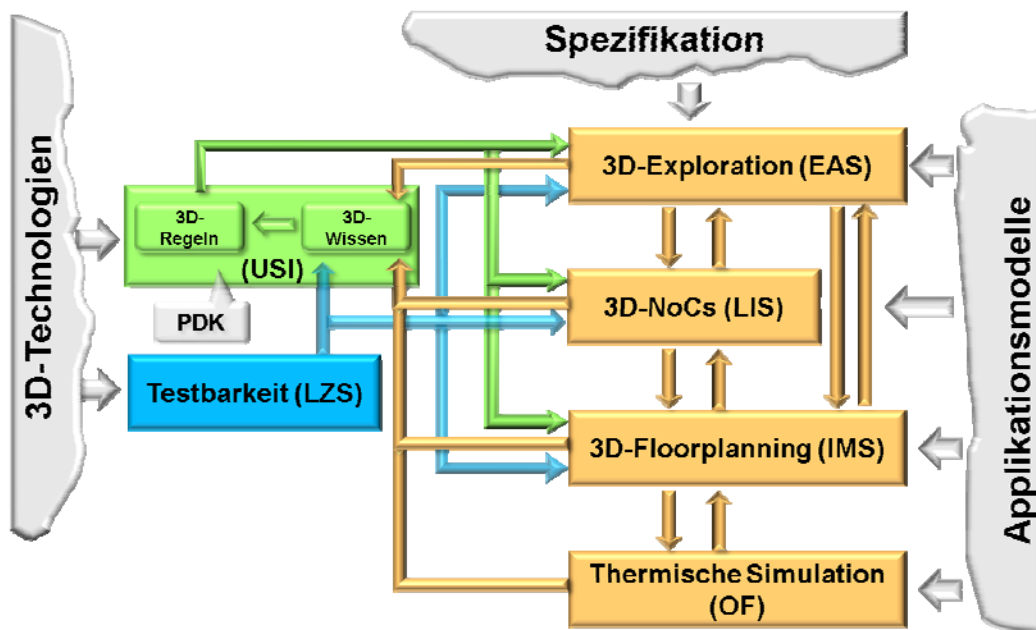 Spezifikation
3D-Technologien
3D-Exploration (EAS)
3D-
Regeln
3D-
Wissen
(USI)
PDK
3D-NoCs (LIS)
Testbarkeit (LZS)
3D-Floorplanning (IMS)
Thermische Simulation
(OF)
Applikationsmodelle